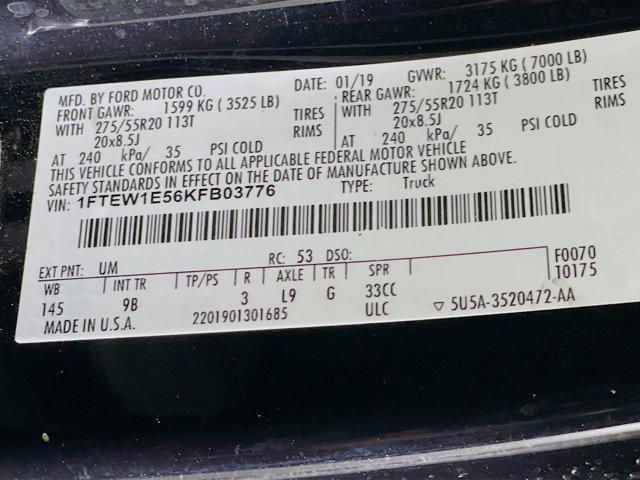 MFD. BY FORD MOTOR CO. DATE: 01/19 GVWR: 3175 KG ( 7000 LB)
FRONT GAWR: 1599 KG ( 3525 LB) REAR GAWR: 1724 KG ( 3800 LB)
WITH 275/55R20 113T TIRES WITH 275/55R20 113T TIRES
20x8.5J RIMS 20x8.5J RIMS
AT 240 kPa/ 35 PSI COLD AT 240 kPa/ 35 PSI COLD
THIS VEHICLE CONFORMS TO ALL APPLICABLE FEDERAL MOTOR VEHICLE
SAFETY STANDARDS IN EFFECT ON THE DATE OF MANUFACTURE SHOWN ABOVE.
VIN: 1FTEW1E56KFB03776 TYPE: Truck
EXT PNT: UM RC: 53 DSO: F0070
WB INT TR TP/PS R AXLE TR SPR T0175
145 9B 3 L9 G 33CC
MADE IN U.S.A. 2201901301685 ULC ▽ 5U5A-3520472-AA